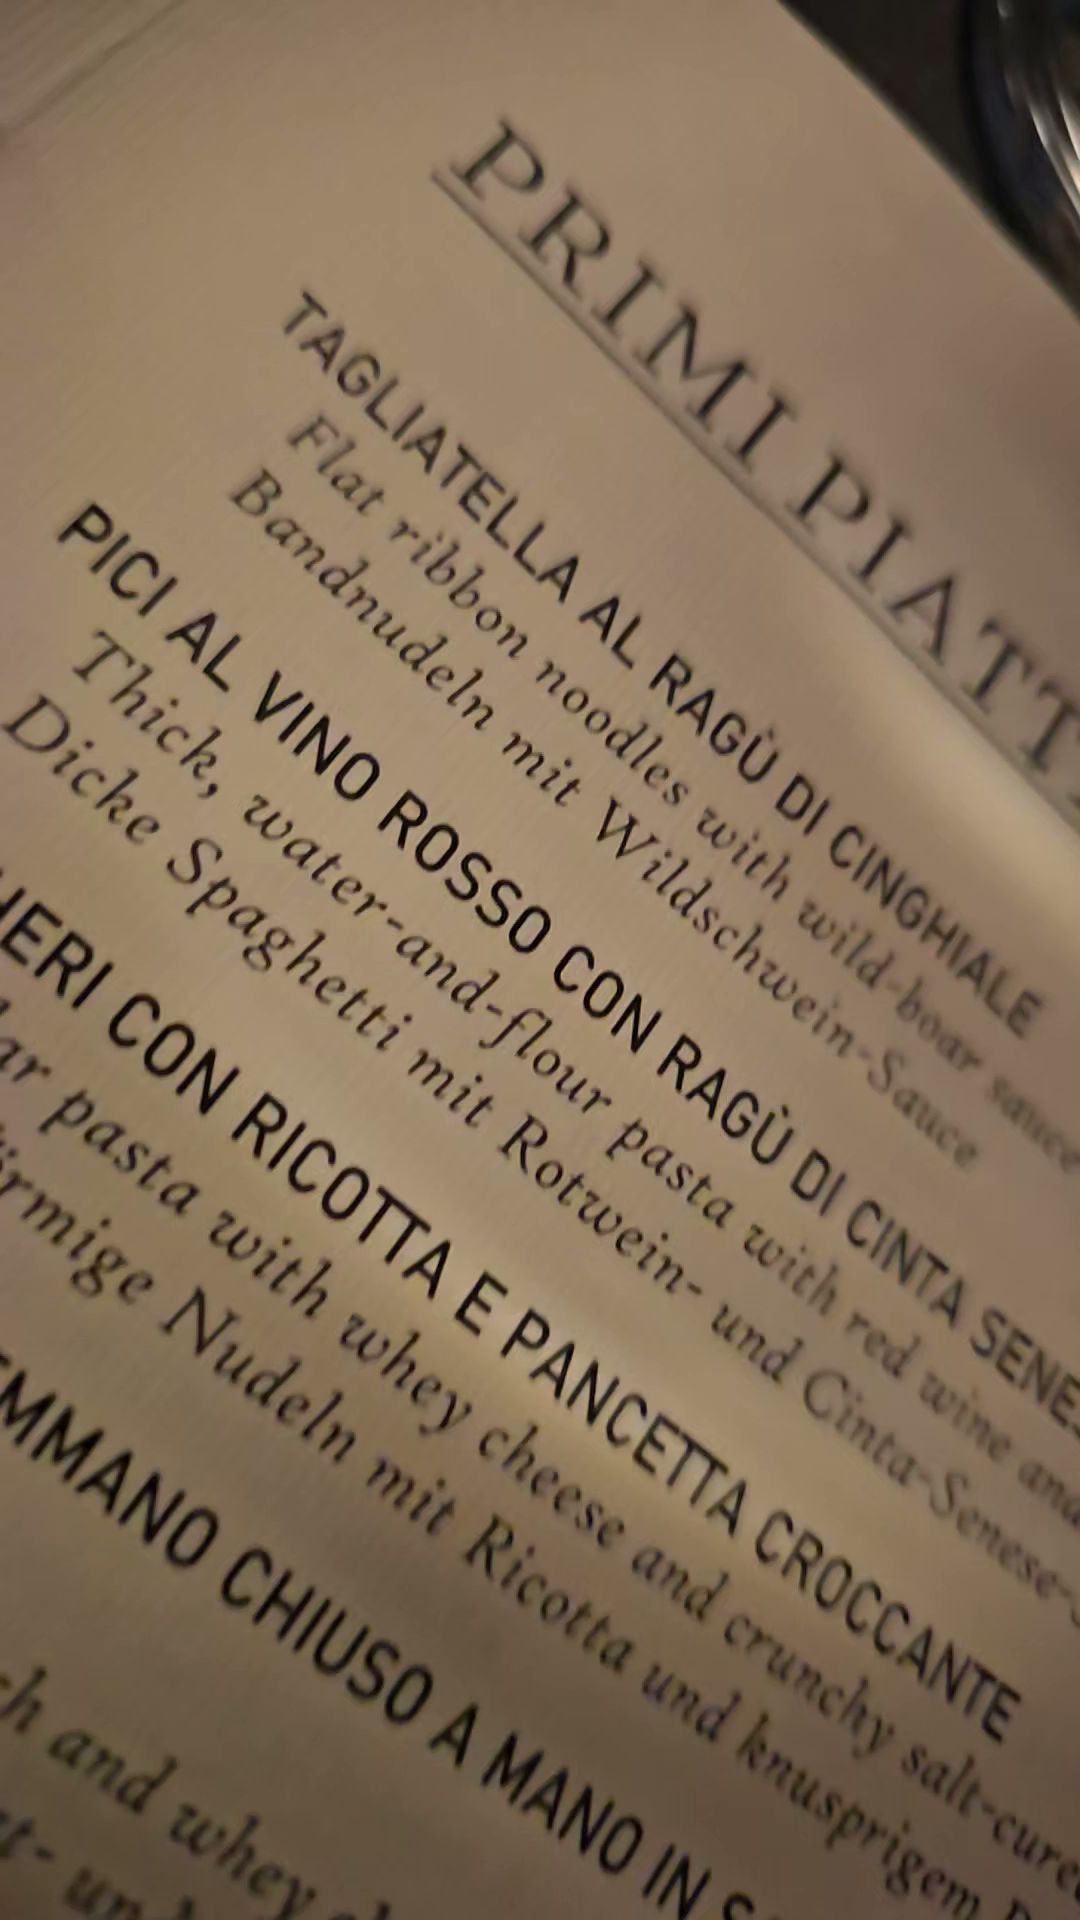 PRIMI PIATT
TAGLIATELLA AL RAGÙ DI CINGHIALE
Flat ribbon noodles with wild-boar sauce
Bandnudeln mit Wildschwein-Sauce
PICI AL VINO ROSSO CON RAGÙ DI CINTA SENES
Thick, water-and-flour pasta with red wine and
Dicke Spaghetti mit Rotwein- und Cinta-Senese-
HERI CON RICOTTA E PANCETTA CROCCANTE
ar pasta with whey cheese and crunchy salt-cured
örmige Nudeln mit Ricotta und knusprigem
EMMANO CHIUSO A MANO IN
ch and whey